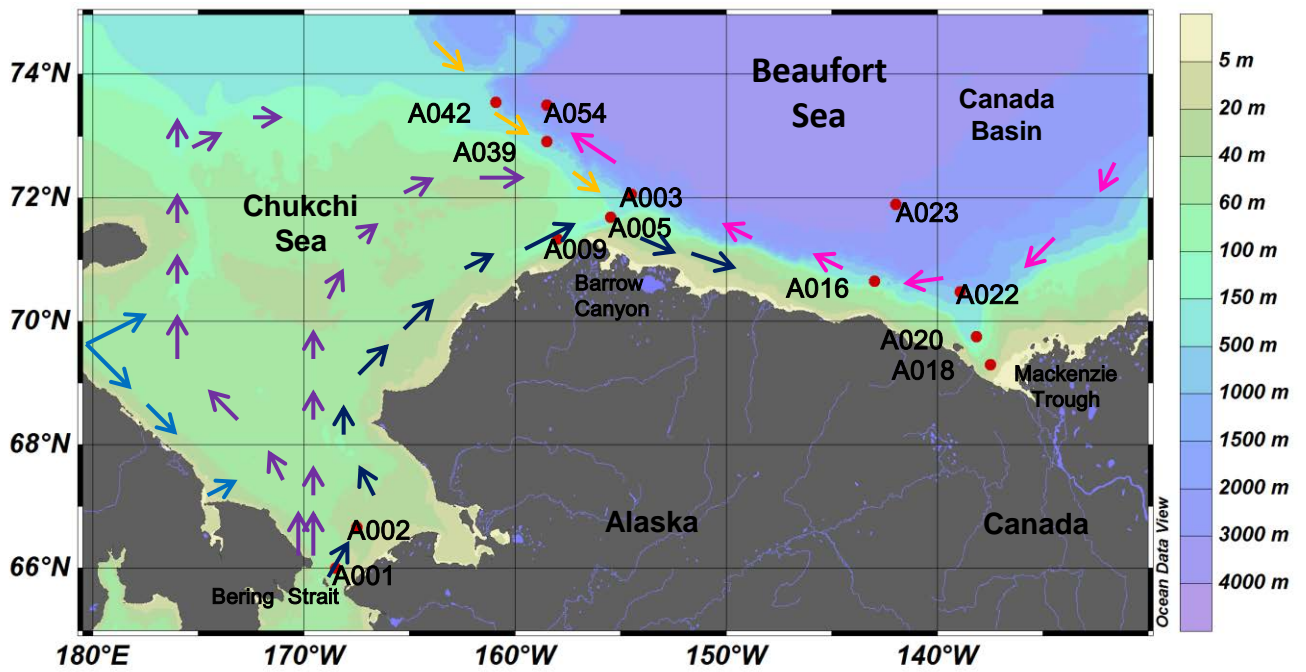 74°N
72°N
70°N
68°N
66°N
180°E
170°W
160°W
150°W
140°W
Beaufort
Sea
Canada
Basin
A042
A054
A039
A003
A005
A009
A023
Chukchi
Sea
Barrow
Canyon
A016
A022
A020
A018
Mackenzie
Trough
Alaska
Canada
A002
A001
Bering Strait
Ocean Data View
5 m
20 m
40 m
60 m
100 m
150 m
500 m
1000 m
1500 m
2000 m
3000 m
4000 m